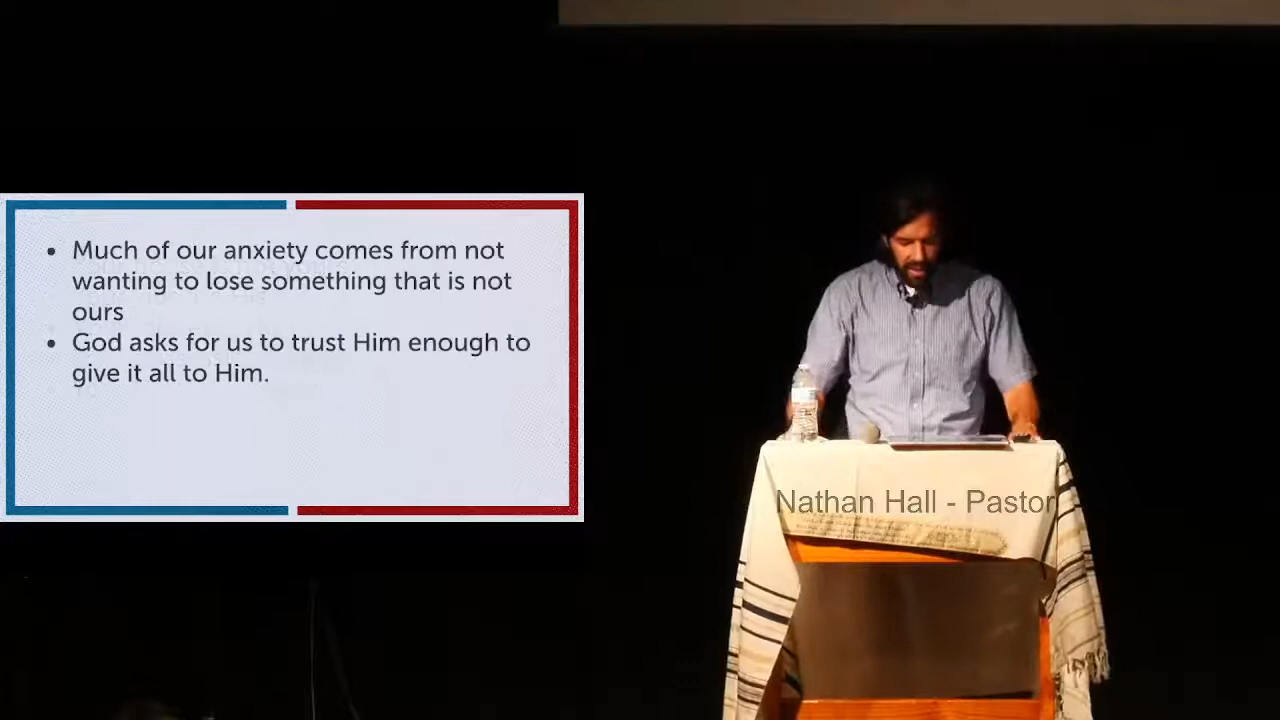 • Much of our anxiety comes from not
wanting to lose something that is not
ours
• God asks for us to trust Him enough to
give it all to Him.
Nathan Hall - Pastor